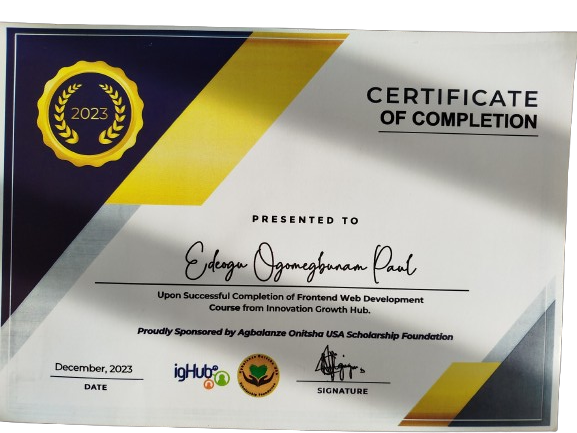 2023
CERTIFICATE
OF COMPLETION
PRESENTED TO
Edeogu Ogomegbunam Paul
Upon Successful Completion of Frontend Web Development
Course from Innovation Growth Hub.
Proudly Sponsored by Agbalanze Onitsha USA Scholarship Foundation
December, 2023
DATE
igHub
SIGNATURE